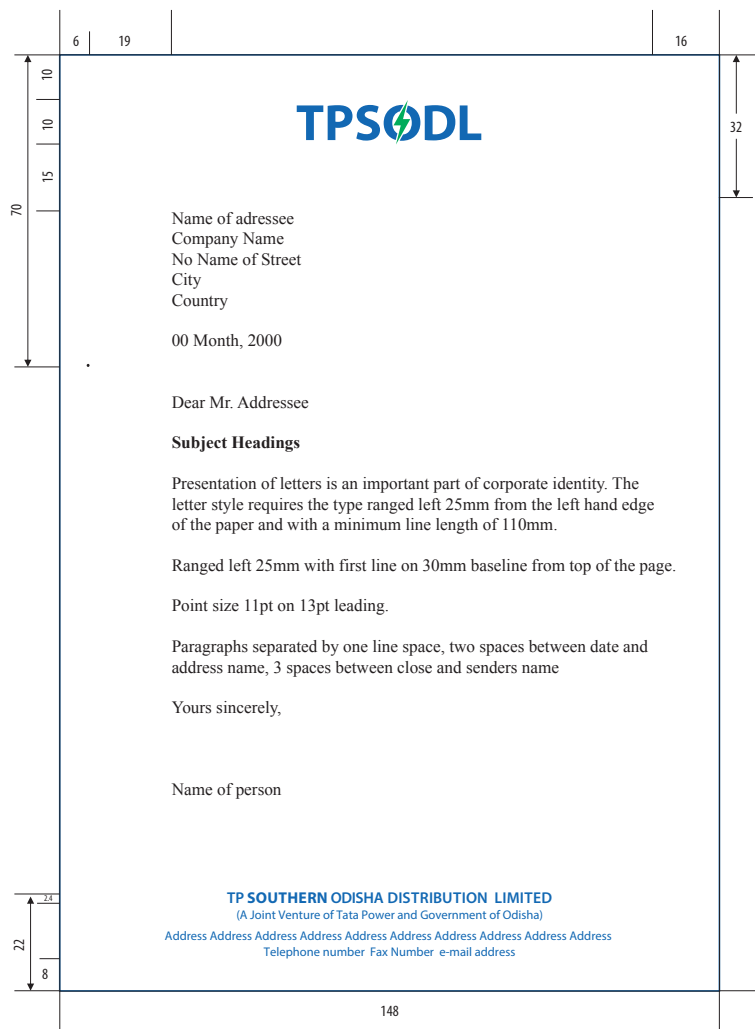 6 19 16
10
10
15
70
32
TPSODL
Name of adressee
Company Name
No Name of Street
City
Country
00 Month, 2000
Dear Mr. Addressee
Subject Headings
Presentation of letters is an important part of corporate identity. The
letter style requires the type ranged left 25mm from the left hand edge
of the paper and with a minimum line length of 110mm.
Ranged left 25mm with first line on 30mm baseline from top of the page.
Point size 11pt on 13pt leading.
Paragraphs separated by one line space, two spaces between date and
address name, 3 spaces between close and senders name
Yours sincerely,
Name of person
2.4
22
8
TP SOUTHERN ODISHA DISTRIBUTION LIMITED
(A Joint Venture of Tata Power and Government of Odisha)
Address Address Address Address Address Address Address Address Address Address
Telephone number Fax Number e-mail address
148